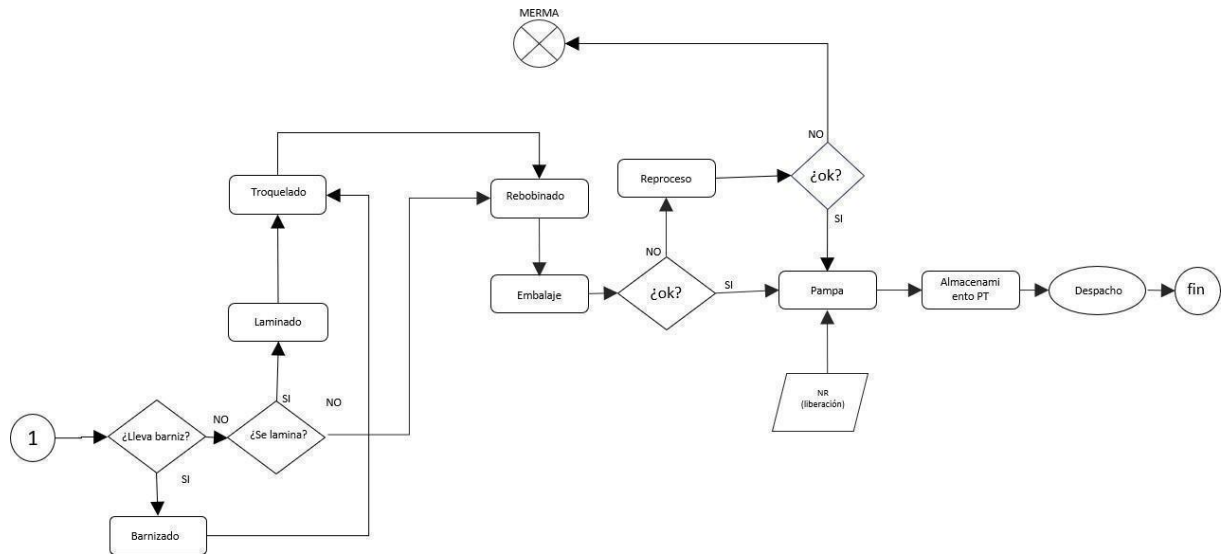 MERMA
NO
Troquelado
Rebobinado
Reproceso
¿ok?
SI
NO
Embalaje
¿ok?
SI
Pampa
Almacenami
ento PT
Despacho
fin
Laminado
NR
(liberación)
SI
NO
NO
1
¿Lleva barniz?
¿Se lamina?
SI
Barnizado